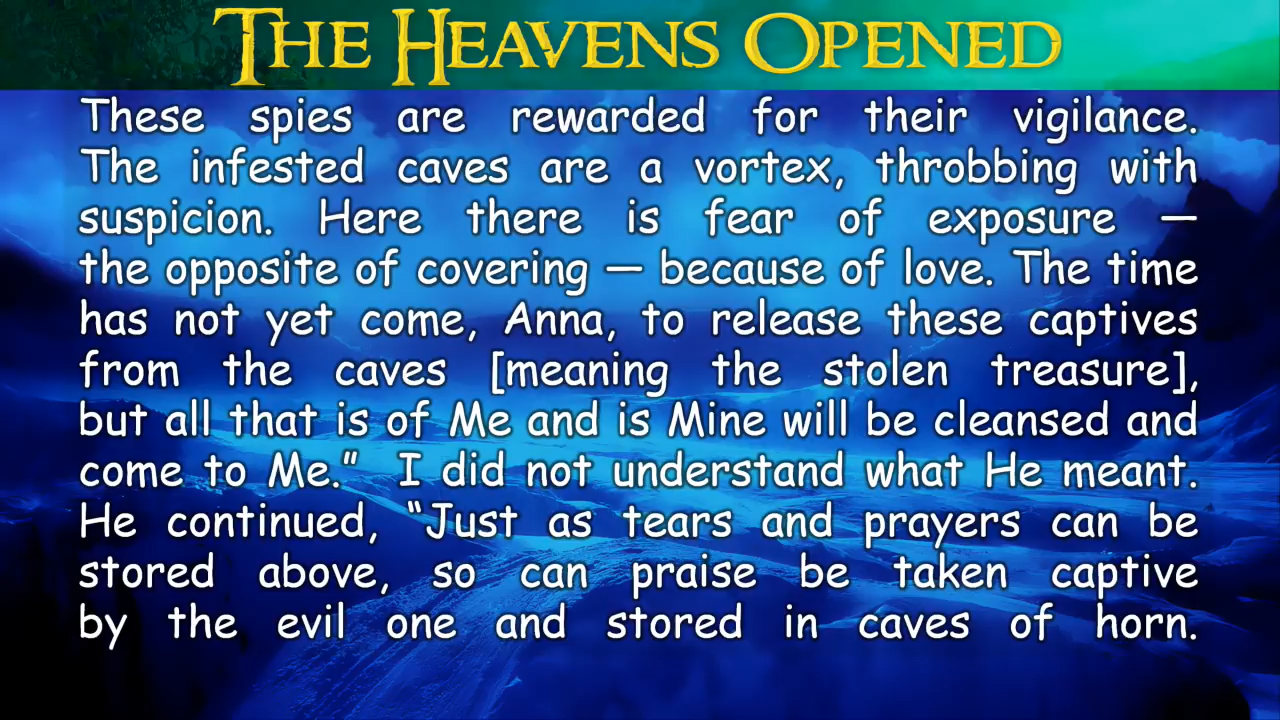 THE HEAVENS OPENED
These spies are rewarded for their vigilance.
The infested caves are a vortex, throbbing with
suspicion. Here there is fear of exposure —
the opposite of covering — because of love. The time
has not yet come, Anna, to release these captives
from the caves [meaning the stolen treasure],
but all that is of Me and is Mine will be cleansed and
come to Me.” I did not understand what He meant.
He continued, “Just as tears and prayers can be
stored above, so can praise be taken captive
by the evil one and stored in caves of horn.